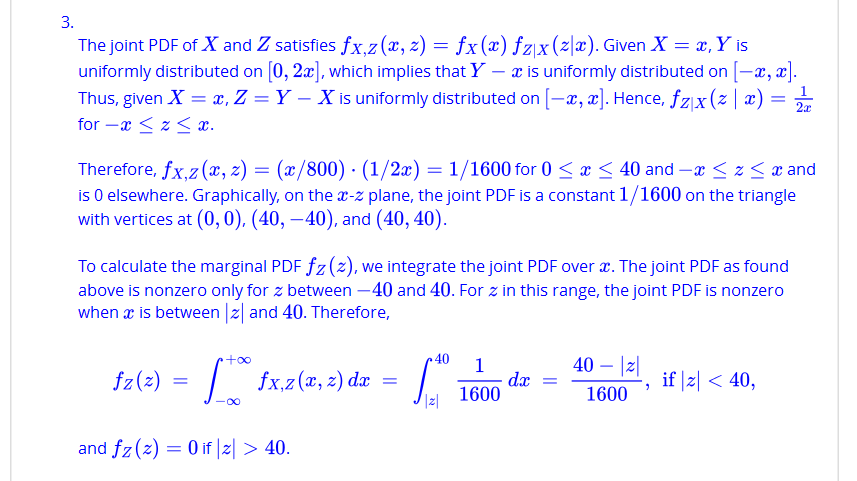 3.
The joint PDF of X and Z satisfies f_{X,Z}(x, z) = f_X(x) f_{Z|X}(z|x). Given X = x, Y is
uniformly distributed on [0, 2x], which implies that Y − x is uniformly distributed on [−x, x].
Thus, given X = x, Z = Y − X is uniformly distributed on [−x, x]. Hence, f_{Z|X}(z | x) = \frac{1}{2x}
for −x ≤ z ≤ x.
Therefore, f_{X,Z}(x, z) = (x/800) · (1/2x) = 1/1600 for 0 ≤ x ≤ 40 and −x ≤ z ≤ x and
is 0 elsewhere. Graphically, on the x-z plane, the joint PDF is a constant 1/1600 on the triangle
with vertices at (0, 0), (40, −40), and (40, 40).
To calculate the marginal PDF f_Z(z), we integrate the joint PDF over x. The joint PDF as found
above is nonzero only for z between −40 and 40. For z in this range, the joint PDF is nonzero
when x is between |z| and 40. Therefore,
f_Z(z) = \int_{−∞}^{+∞} f_{X,Z}(x, z) dx = \int_{|z|}^{40} \frac{1}{1600} dx = \frac{40 − |z|}{1600}, if |z| < 40,
and f_Z(z) = 0 if |z| > 40.